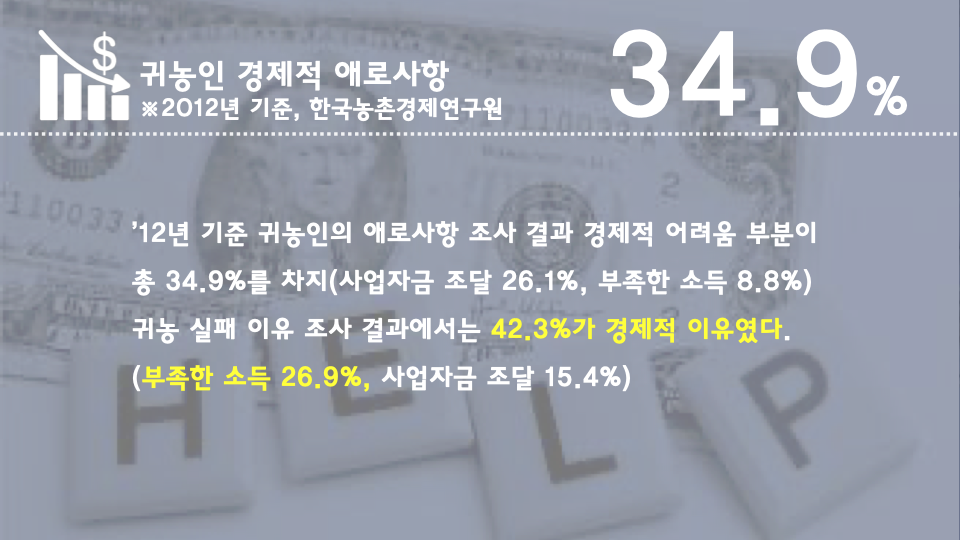 $
귀농인 경제적 애로사항
※2012년 기준, 한국농촌경제연구원
34.9%
’12년 기준 귀농인의 애로사항 조사 결과 경제적 어려움 부분이
총 34.9%를 차지(사업자금 조달 26.1%, 부족한 소득 8.8%)
귀농 실패 이유 조사 결과에서는 42.3%가 경제적 이유였다.
(부족한 소득 26.9%, 사업자금 조달 15.4%)
HELP